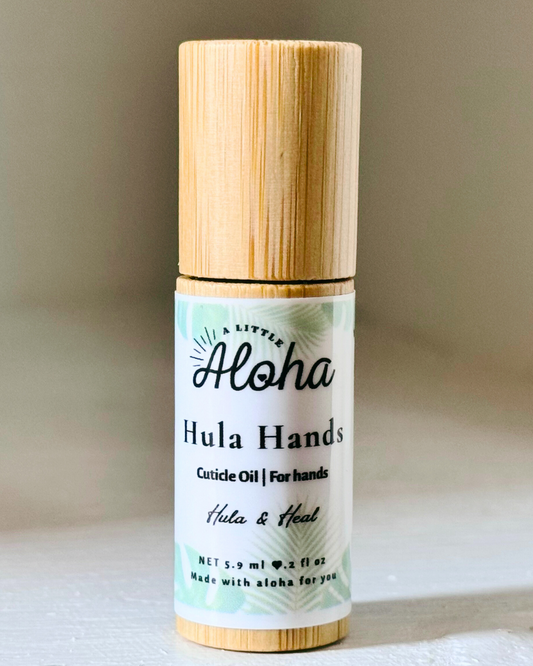 A LITTLE
Aloha
Hula Hands
Cuticle Oil | For hands
Hula & Heal
NET 5.9 ml ♥.2 fl oz
Made with aloha for you